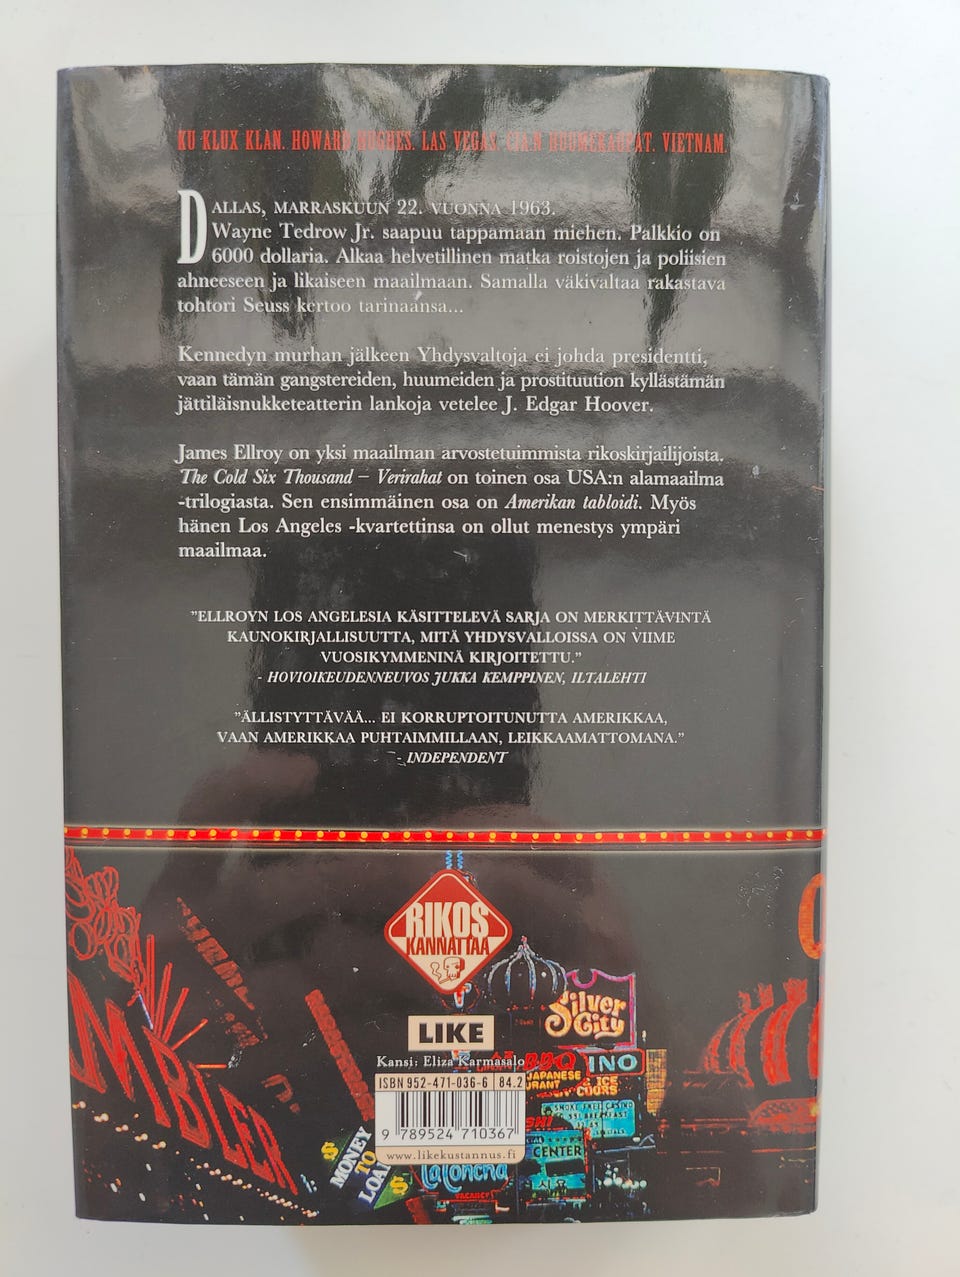 KU KLUX KLAN. HOWARD HUGHES. LAS VEGAS. CIA:N HUUMEKAUPAT. VIETNAM.
DALLAS, MARRASKUUN 22. VUONNA 1963.
Wayne Tedrow Jr. saapuu tappamaan miehen. Palkkio on
6000 dollaria. Alkaa helvetillinen matka roistojen ja poliisien
ahneeseen ja likaiseen maailmaan. Samalla väkivaltaa rakastava
tohtori Seuss kertoo tarinaansa...
Kennedyn murhan jälkeen Yhdysvaltoja ei johda presidentti,
vaan tämän gangstereiden, huumeiden ja prostituution kyllästämän
jättiläisnukketeatterin lankoja vetelee J. Edgar Hoover.
James Ellroy on yksi maailman arvostetuimmista rikoskirjailijoista.
The Cold Six Thousand – Verirahat on toinen osa USA:n alamaailma
-trilogiasta. Sen ensimmäinen osa on Amerikan tabloidi. Myös
hänen Los Angeles -kvartettinsa on ollut menestys ympäri
maailmaa.
"ELLROYN LOS ANGELESIA KÄSITTELEVÄ SARJA ON MERKITTÄVINTÄ
KAUNOKIRJALLISUUTTA, MITÄ YHDYSVALLOISSA ON VIIME
VUOSIKYMMENINÄ KIRJOITETTU."
- HOVIOIKEUDENNEUVOS JUKKA KEMPPINEN, ILTALEHTI
"ÄLLISTYTTÄVÄÄ... EI KORRUPTOITUNUTTA AMERIKKAA,
VAAN AMERIKKAA PUHTAIMMILLAAN, LEIKKAAMATTOMANA."
- INDEPENDENT
RIKOS
KANNATTAA
Silver
City
LIKE
Kansi: Eliza Karmasalo
BBQ
INO
JAPANESE
ISBN 952-471-036-6 84.2
9 789524 710367
www.likekustannus.fi
CENTER
MBLER
MONEY
TO
LOA
$
$
LaConcha
VACANCY